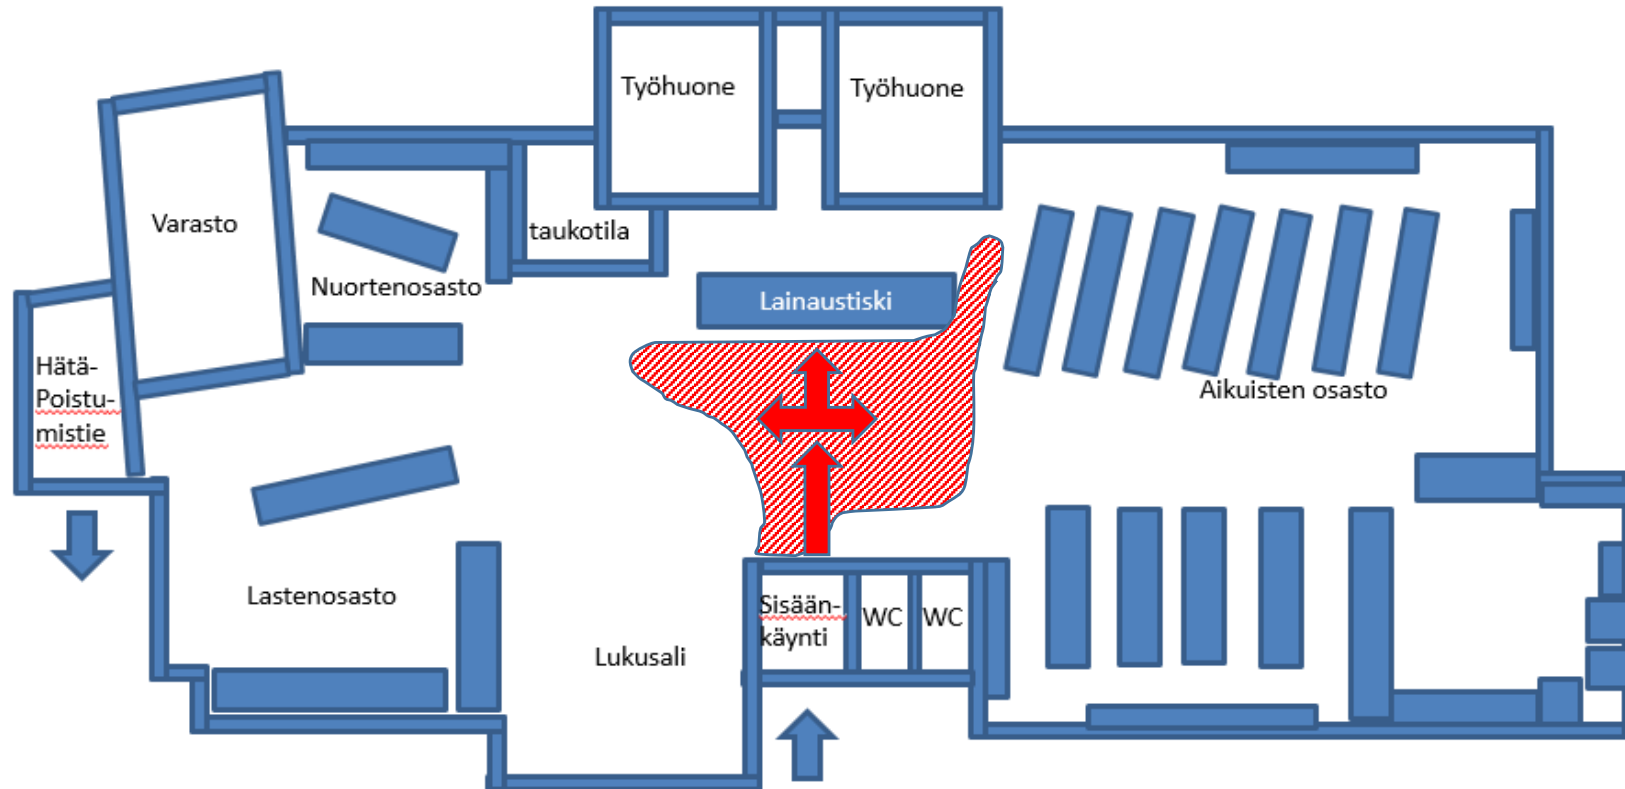 Työhuone
Työhuone
Varasto
taukotila
Nuortenosasto
Lainaustiski
Hätä-
Poistu-
mistie
Aikuisten osasto
Lastenosasto
Lukusali
Sisään-
käynti
WC
WC